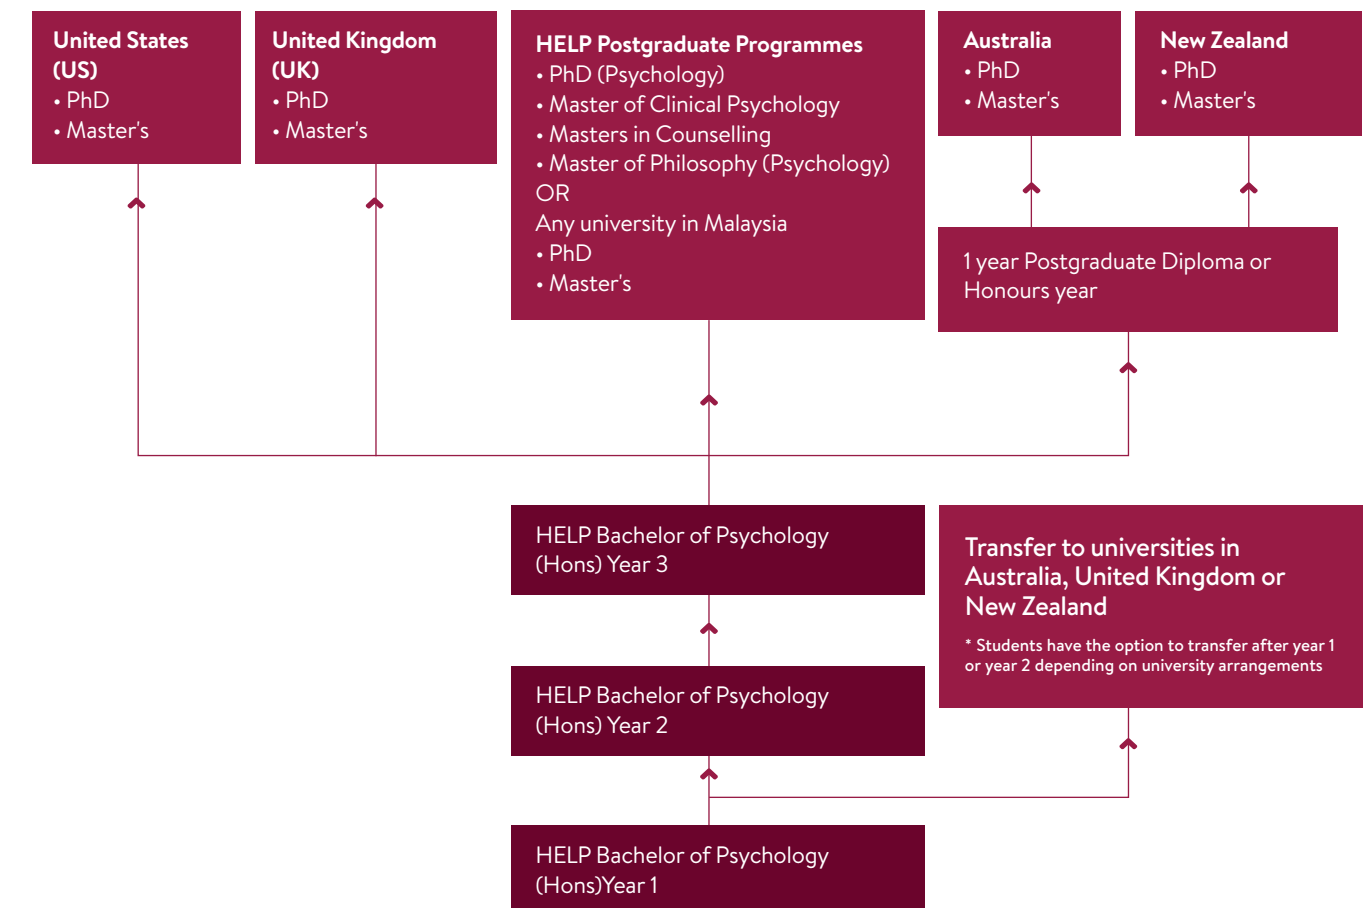 United States
(US)
• PhD
• Master's
United Kingdom
(UK)
• PhD
• Master's
HELP Postgraduate Programmes
• PhD (Psychology)
• Master of Clinical Psychology
• Masters in Counselling
• Master of Philosophy (Psychology)
OR
Any university in Malaysia
• PhD
• Master's
Australia
• PhD
• Master's
New Zealand
• PhD
• Master's
1 year Postgraduate Diploma or
Honours year
HELP Bachelor of Psychology
(Hons) Year 3
Transfer to universities in
Australia, United Kingdom or
New Zealand
* Students have the option to transfer after year 1
or year 2 depending on university arrangements
HELP Bachelor of Psychology
(Hons) Year 2
HELP Bachelor of Psychology
(Hons)Year 1